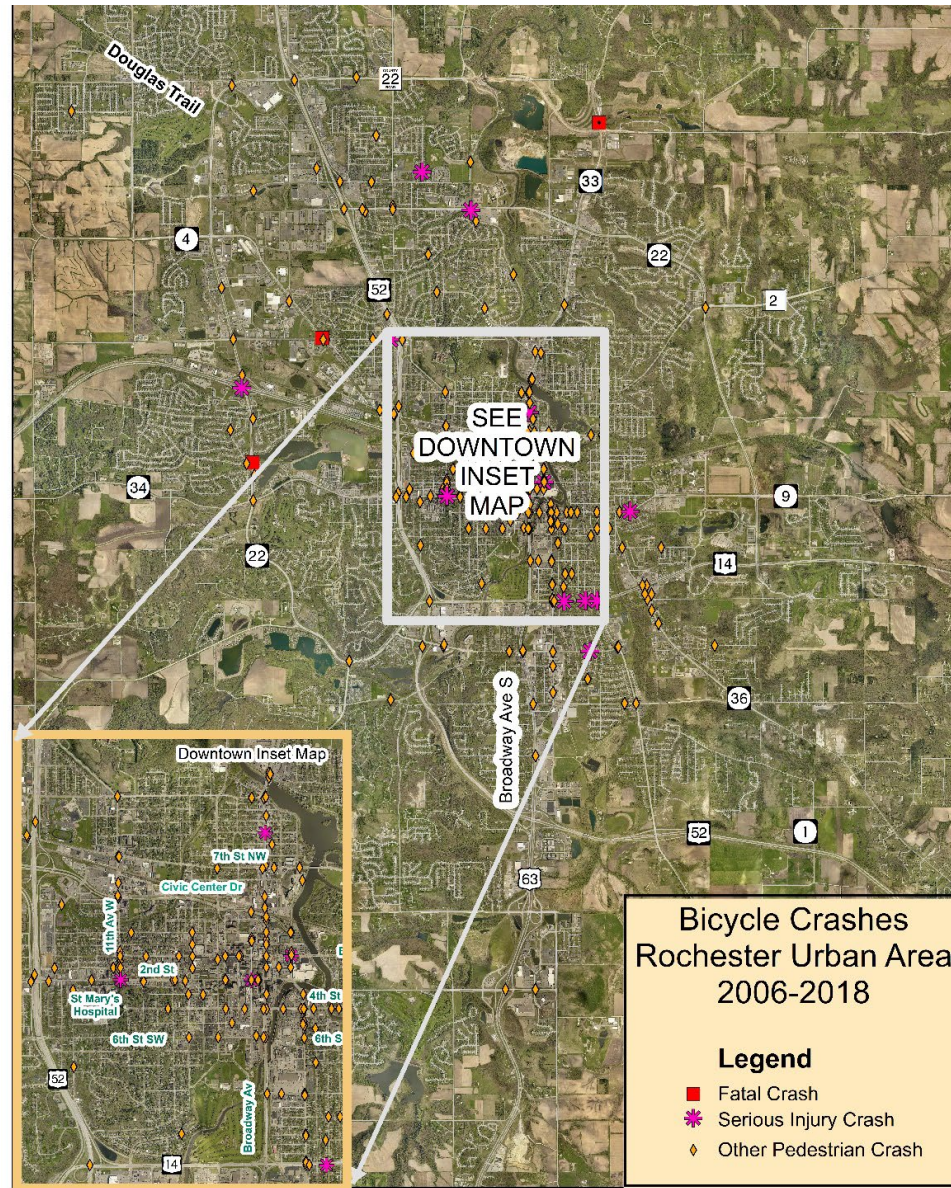 Douglas Trail
COUNTY
22
ROAD
33
4
22
52
2
SEE
DOWNTOWN
INSET
MAP
34
9
22
14
Broadway Ave S
36
52
1
63
Downtown Inset Map
7th St NW
Civic Center Dr
11th Av W
2nd St
St Mary's
Hospital
4th St
6th St SW
6th S
52
Broadway Av
14
Bicycle Crashes
Rochester Urban Area
2006-2018
Legend
Fatal Crash
Serious Injury Crash
Other Pedestrian Crash